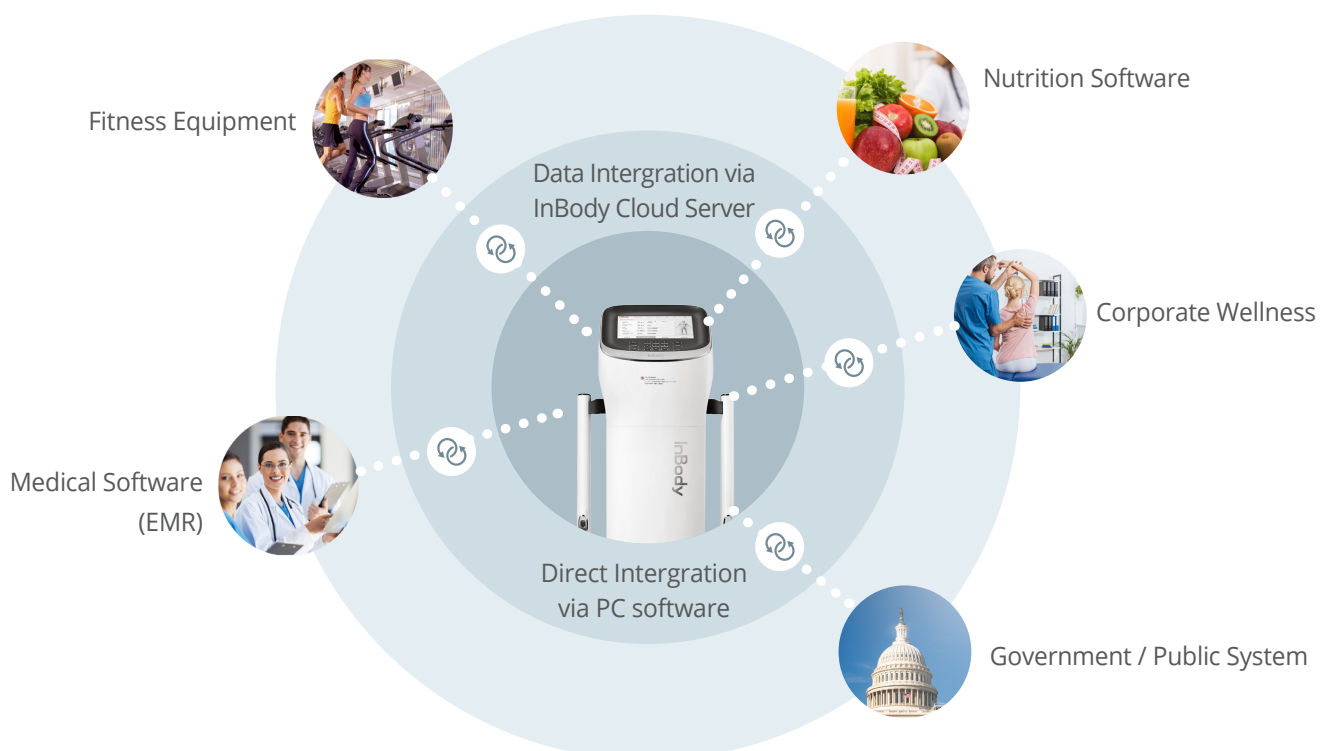 Nutrition Software
Fitness Equipment
Data Intergration via
InBody Cloud Server
Corporate Wellness
InBody
Medical Software
(EMR)
Direct Intergration
via PC software
Government / Public System